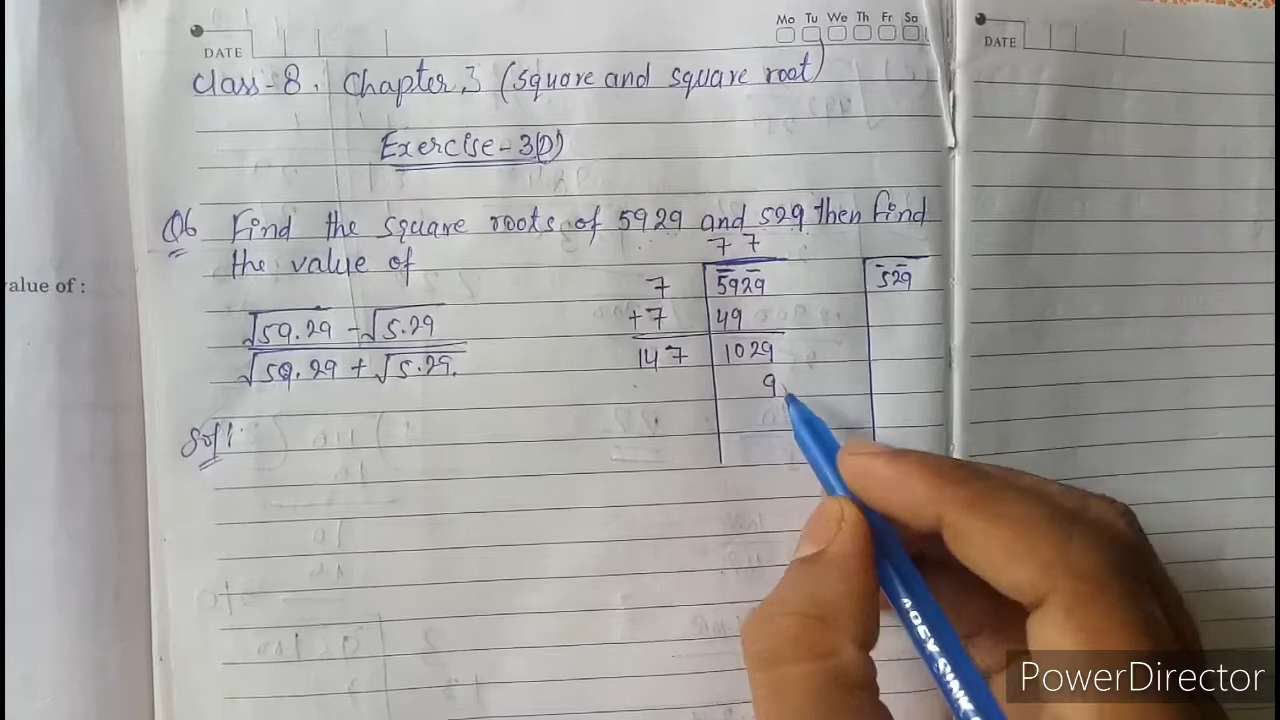 Mo Tu We Th Fr Sa
DATE
DATE
Class-8. Chapter.3 (square and square root)
Exercise-3(D)
Q6 Find the square roots of 5929 and 529 then find
the value of
alue of :
√59.29 - √5.29
√59.29 + √5.29.
7 7
7 5929
+7 49
147 1029
9
529
Sol!:
PowerDirector